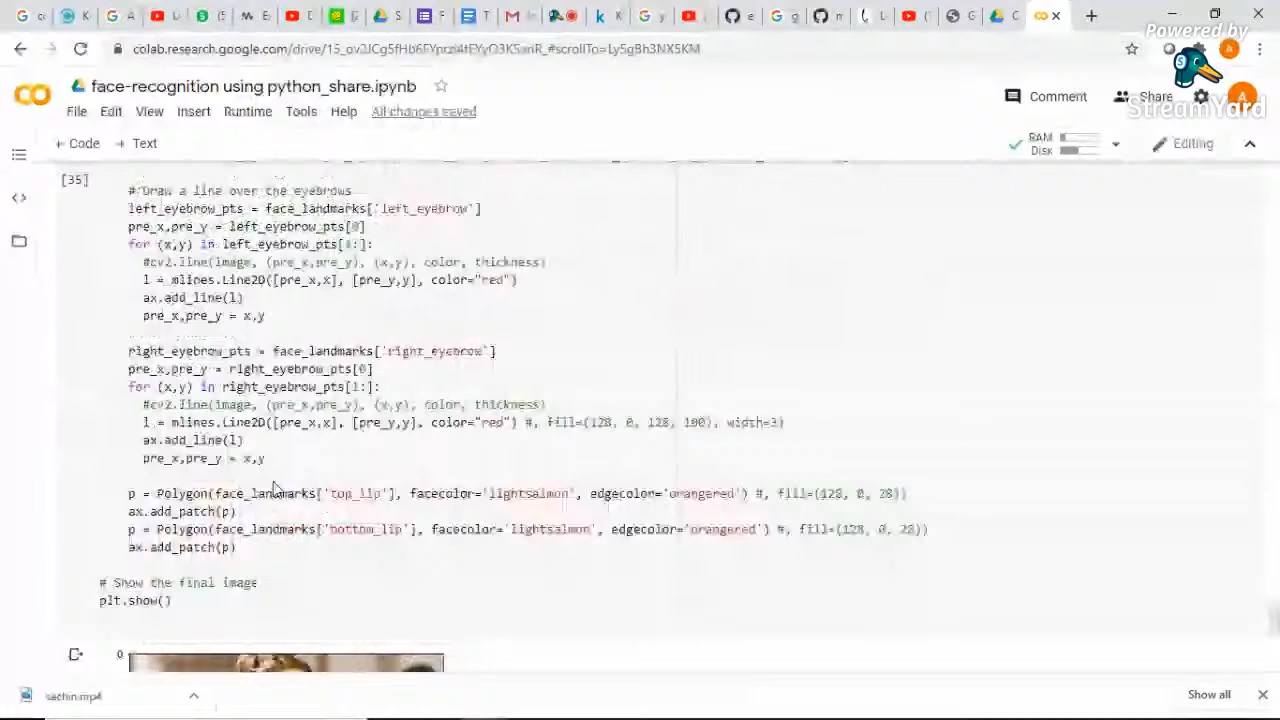 colab.research.google.com/drive/
Powered by
StreamYard
face-recognition using python_share.ipynb
File Edit View Insert Runtime Tools Help All changes saved
Comment Share
+ Code + Text
RAM
Disk
Editing
[35]
# Draw a line over the eyebrows
left_eyebrow_pts = face_landmarks['left_eyebrow']
pre_x,pre_y = left_eyebrow_pts[0]
for (x,y) in left_eyebrow_pts[1:]:
#cv2.line(image, (pre_x,pre_y), (x,y), color, thickness)
l = mlines.Line2D([pre_x,x], [pre_y,y], color="red")
ax.add_line(l)
pre_x,pre_y = x,y
right_eyebrow_pts = face_landmarks['right_eyebrow']
pre_x,pre_y = right_eyebrow_pts[0]
for (x,y) in right_eyebrow_pts[1:]:
#cv2.line(image, (pre_x,pre_y), (x,y), color, thickness)
l = mlines.Line2D([pre_x,x], [pre_y,y], color="red") #, fill=(128, 0, 128, 100), width=3)
ax.add_line(l)
pre_x,pre_y = x,y
p = Polygon(face_landmarks['top_lip'], facecolor='lightsalmon', edgecolor='orangered') #, fill=(128, 0, 28))
ax.add_patch(p)
p = Polygon(face_landmarks['bottom_lip'], facecolor='lightsalmon', edgecolor='orangered') #, fill=(128, 0, 28))
ax.add_patch(p)
# Show the final image
plt.show()
0
sachin.mp4
Show all